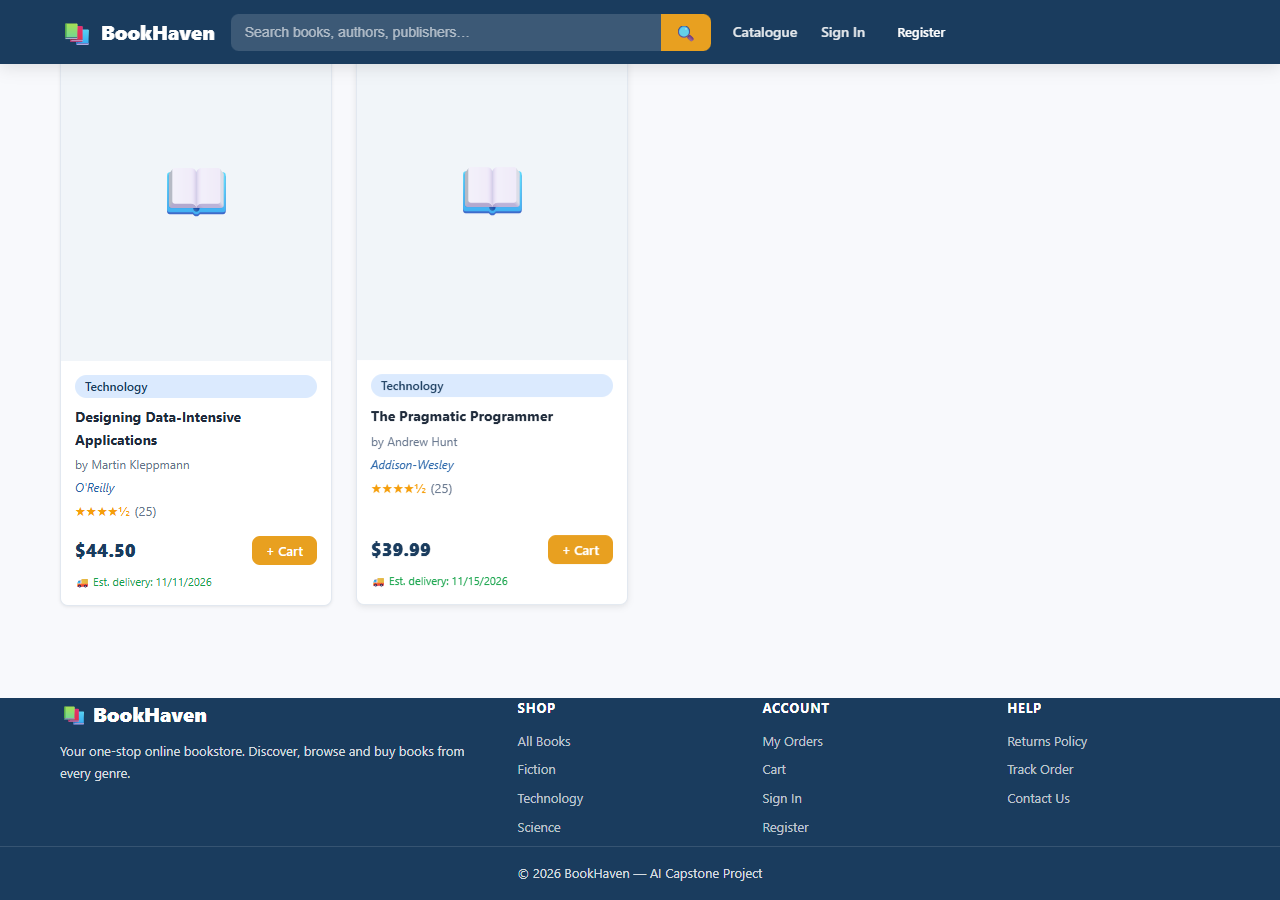 BookHaven
Search books, authors, publishers...
Catalogue
Sign In
Register
Technology
Designing Data-Intensive
Applications
by Martin Kleppmann
O'Reilly
★★★★½ (25)
$44.50
+ Cart
Est. delivery: 11/11/2026
Technology
The Pragmatic Programmer
by Andrew Hunt
Addison-Wesley
★★★★½ (25)
$39.99
+ Cart
Est. delivery: 11/15/2026
BookHaven
Your one-stop online bookstore. Discover, browse and buy books from
every genre.
SHOP
All Books
Fiction
Technology
Science
ACCOUNT
My Orders
Cart
Sign In
Register
HELP
Returns Policy
Track Order
Contact Us
© 2026 BookHaven — AI Capstone Project